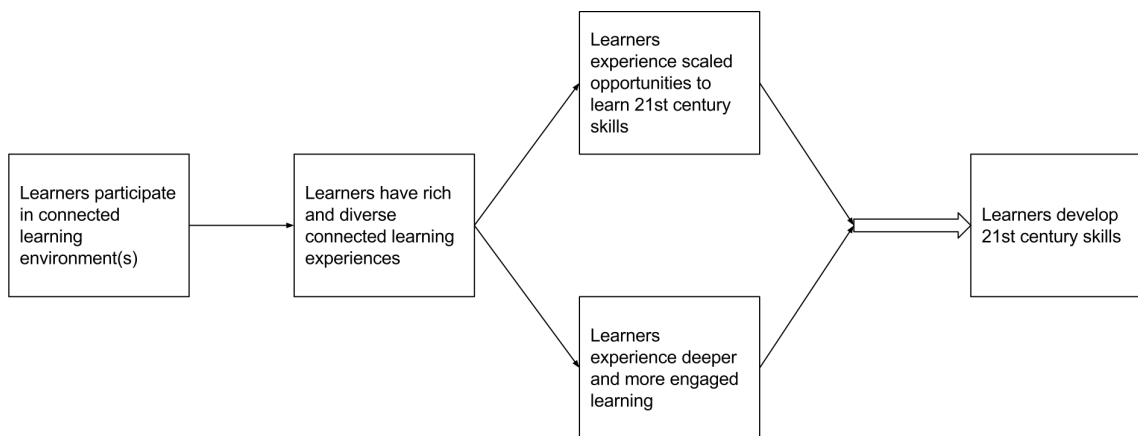 Learners participate
in connected
learning
environment(s)
Learners have rich
and diverse
connected learning
experiences
Learners
experience scaled
opportunities to
learn 21st century
skills
Learners
experience deeper
and more engaged
learning
Learners develop
21st century skills